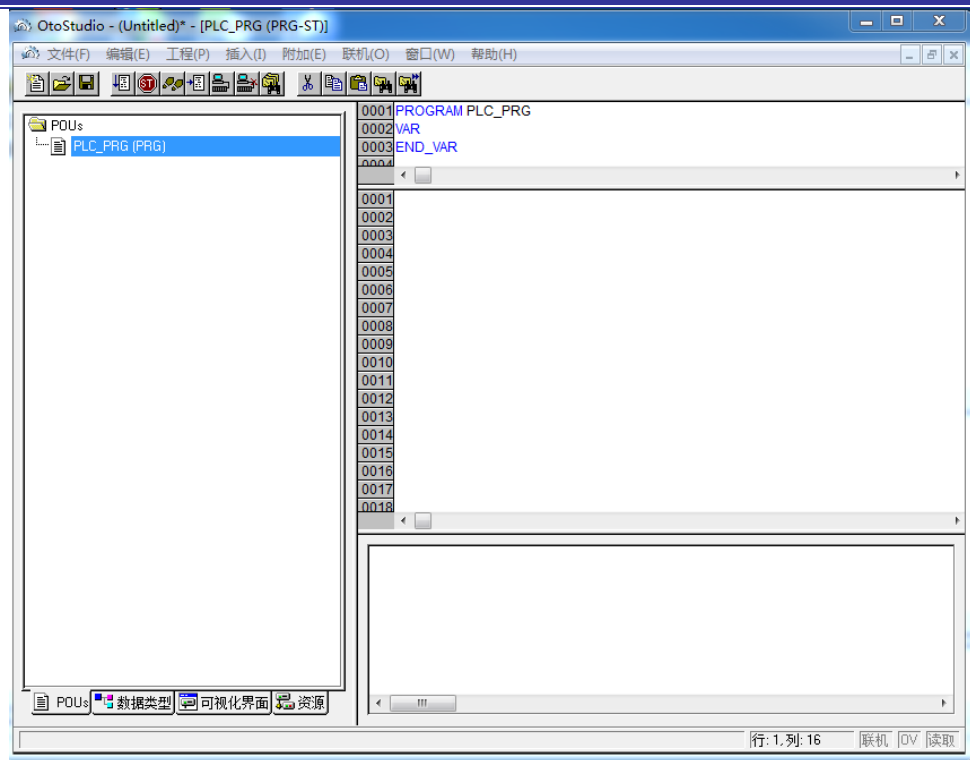 OtoStudio - (Untitled)* - [PLC_PRG (PRG-ST)]
文件(F) 编辑(E) 工程(P) 插入(I) 附加(E) 联机(O) 窗口(W) 帮助(H)
POUs
PLC_PRG (PRG)
0001 PROGRAM PLC_PRG
0002 VAR
0003 END_VAR
0004
0001
0002
0003
0004
0005
0006
0007
0008
0009
0010
0011
0012
0013
0014
0015
0016
0017
0018
POUs 数据类型 可视化界面 资源
行: 1, 列: 16 联机 OV 读取